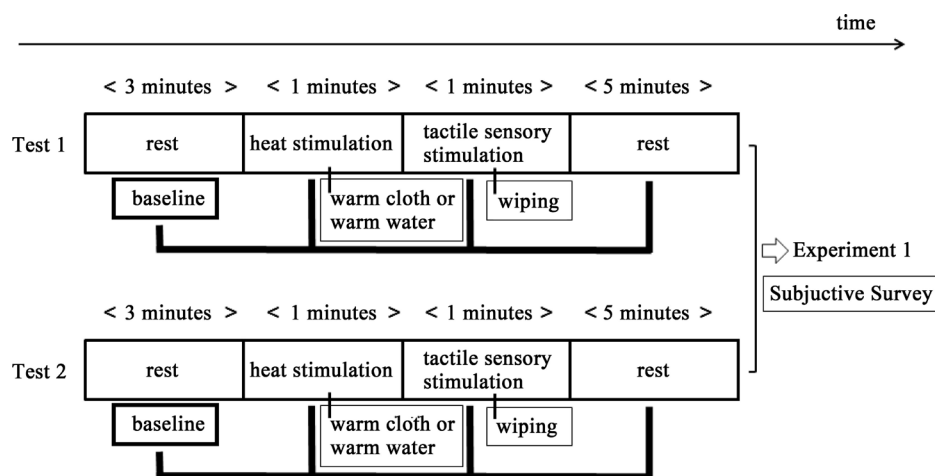 time
< 3 minutes > < 1 minutes > < 1 minutes > < 5 minutes >
Test 1 rest heat stimulation tactile sensory stimulation rest
baseline
warm cloth or
warm water
wiping
Experiment 1
Subjuctive Survey
< 3 minutes > < 1 minutes > < 1 minutes > < 5 minutes >
Test 2 rest heat stimulation tactile sensory stimulation rest
baseline
warm cloth or
warm water
wiping